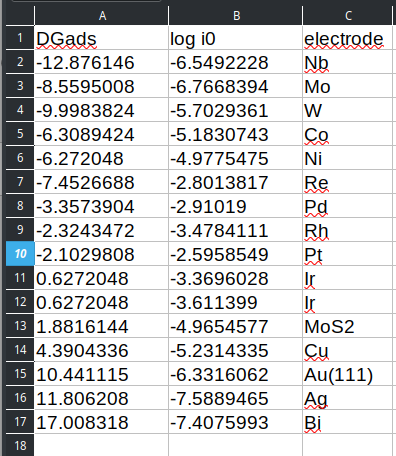 A B C
1 DGads log i0 electrode
2 -12.876146 -6.5492228 Nb
3 -8.5595008 -6.7668394 Mo
4 -9.9983824 -5.7029361 W
5 -6.3089424 -5.1830743 Co
6 -6.272048 -4.9775475 Ni
7 -7.4526688 -2.8013817 Re
8 -3.3573904 -2.91019 Pd
9 -2.3243472 -3.4784111 Rh
10 -2.1029808 -2.5958549 Pt
11 0.6272048 -3.3696028 Ir
12 0.6272048 -3.611399 Ir
13 1.8816144 -4.9654577 MoS2
14 4.3904336 -5.2314335 Cu
15 10.441115 -6.3316062 Au(111)
16 11.806208 -7.5889465 Ag
17 17.008318 -7.4075993 Bi
18